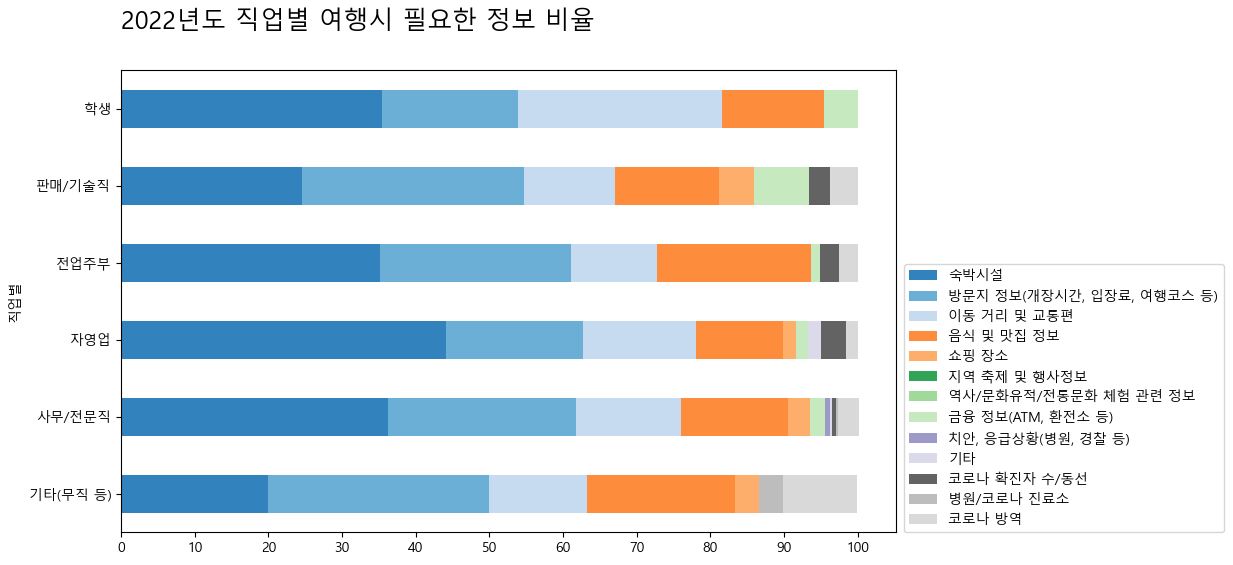 2022년도 직업별 여행시 필요한 정보 비율
직업별
학생
판매/기술직
전업주부
자영업
사무/전문직
기타(무직 등)
0 10 20 30 40 50 60 70 80 90 100
숙박시설
방문지 정보(개장시간, 입장료, 여행코스 등)
이동 거리 및 교통편
음식 및 맛집 정보
쇼핑 장소
지역 축제 및 행사정보
역사/문화유적/전통문화 체험 관련 정보
금융 정보(ATM, 환전소 등)
치안, 응급상황(병원, 경찰 등)
기타
코로나 확진자 수/동선
병원/코로나 진료소
코로나 방역